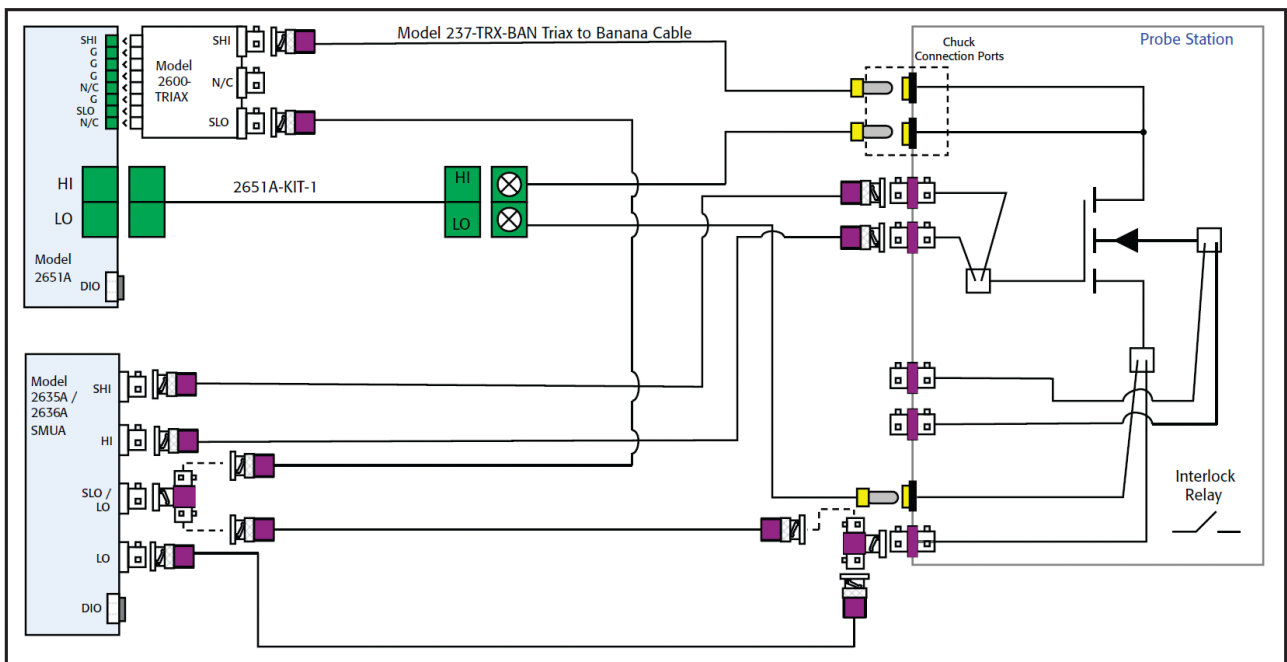 SHI
G
G
G
N/C
G
SLO
N/C
Model
2600-
TRIAX
SHI
N/C
SLO
Model 237-TRX-BAN Triax to Banana Cable
Chuck
Connection Ports
Probe Station
HI
LO
2651A-KIT-1
HI
LO
Model
2651A
DIO
Model
2635A /
2636A
SMUA
SHI
HI
SLO /
LO
LO
DIO
Interlock
Relay